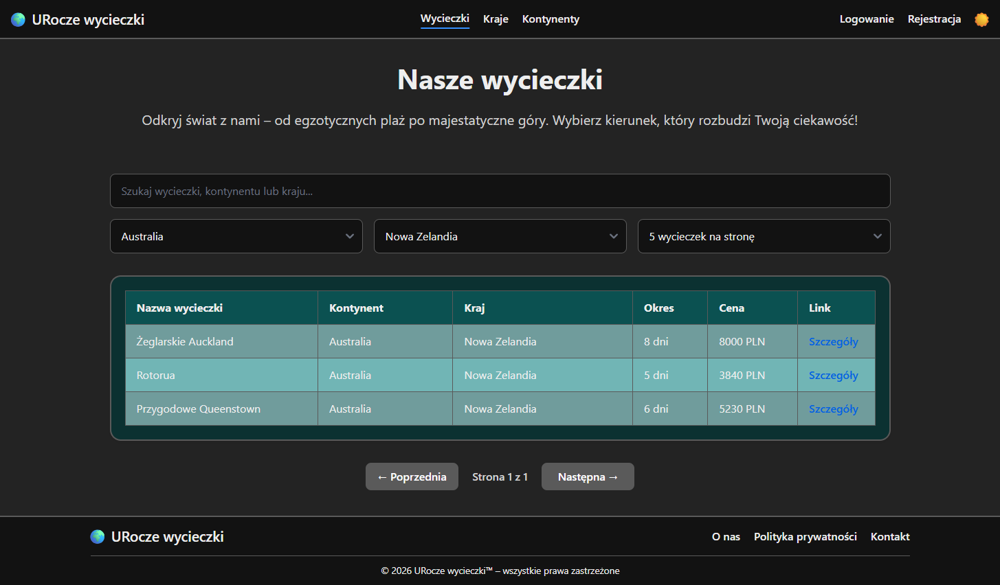 URocze wycieczki
Wycieczki Kraje Kontynenty
Logowanie Rejestracja
Nasze wycieczki
Odkryj świat z nami – od egzotycznych plaż po majestatyczne góry. Wybierz kierunek, który rozbudzi Twoją ciekawość!
Szukaj wycieczki, kontynentu lub kraju...
Australia Nowa Zelandia 5 wycieczek na stronę
Nazwa wycieczki Kontynent Kraj Okres Cena Link
Żeglarskie Auckland Australia Nowa Zelandia 8 dni 8000 PLN Szczegóły
Rotorua Australia Nowa Zelandia 5 dni 3840 PLN Szczegóły
Przygodowe Queenstown Australia Nowa Zelandia 6 dni 5230 PLN Szczegóły
← Poprzednia Strona 1 z 1 Następna →
URocze wycieczki
O nas Polityka prywatności Kontakt
© 2026 URocze wycieczki™ – wszystkie prawa zastrzeżone